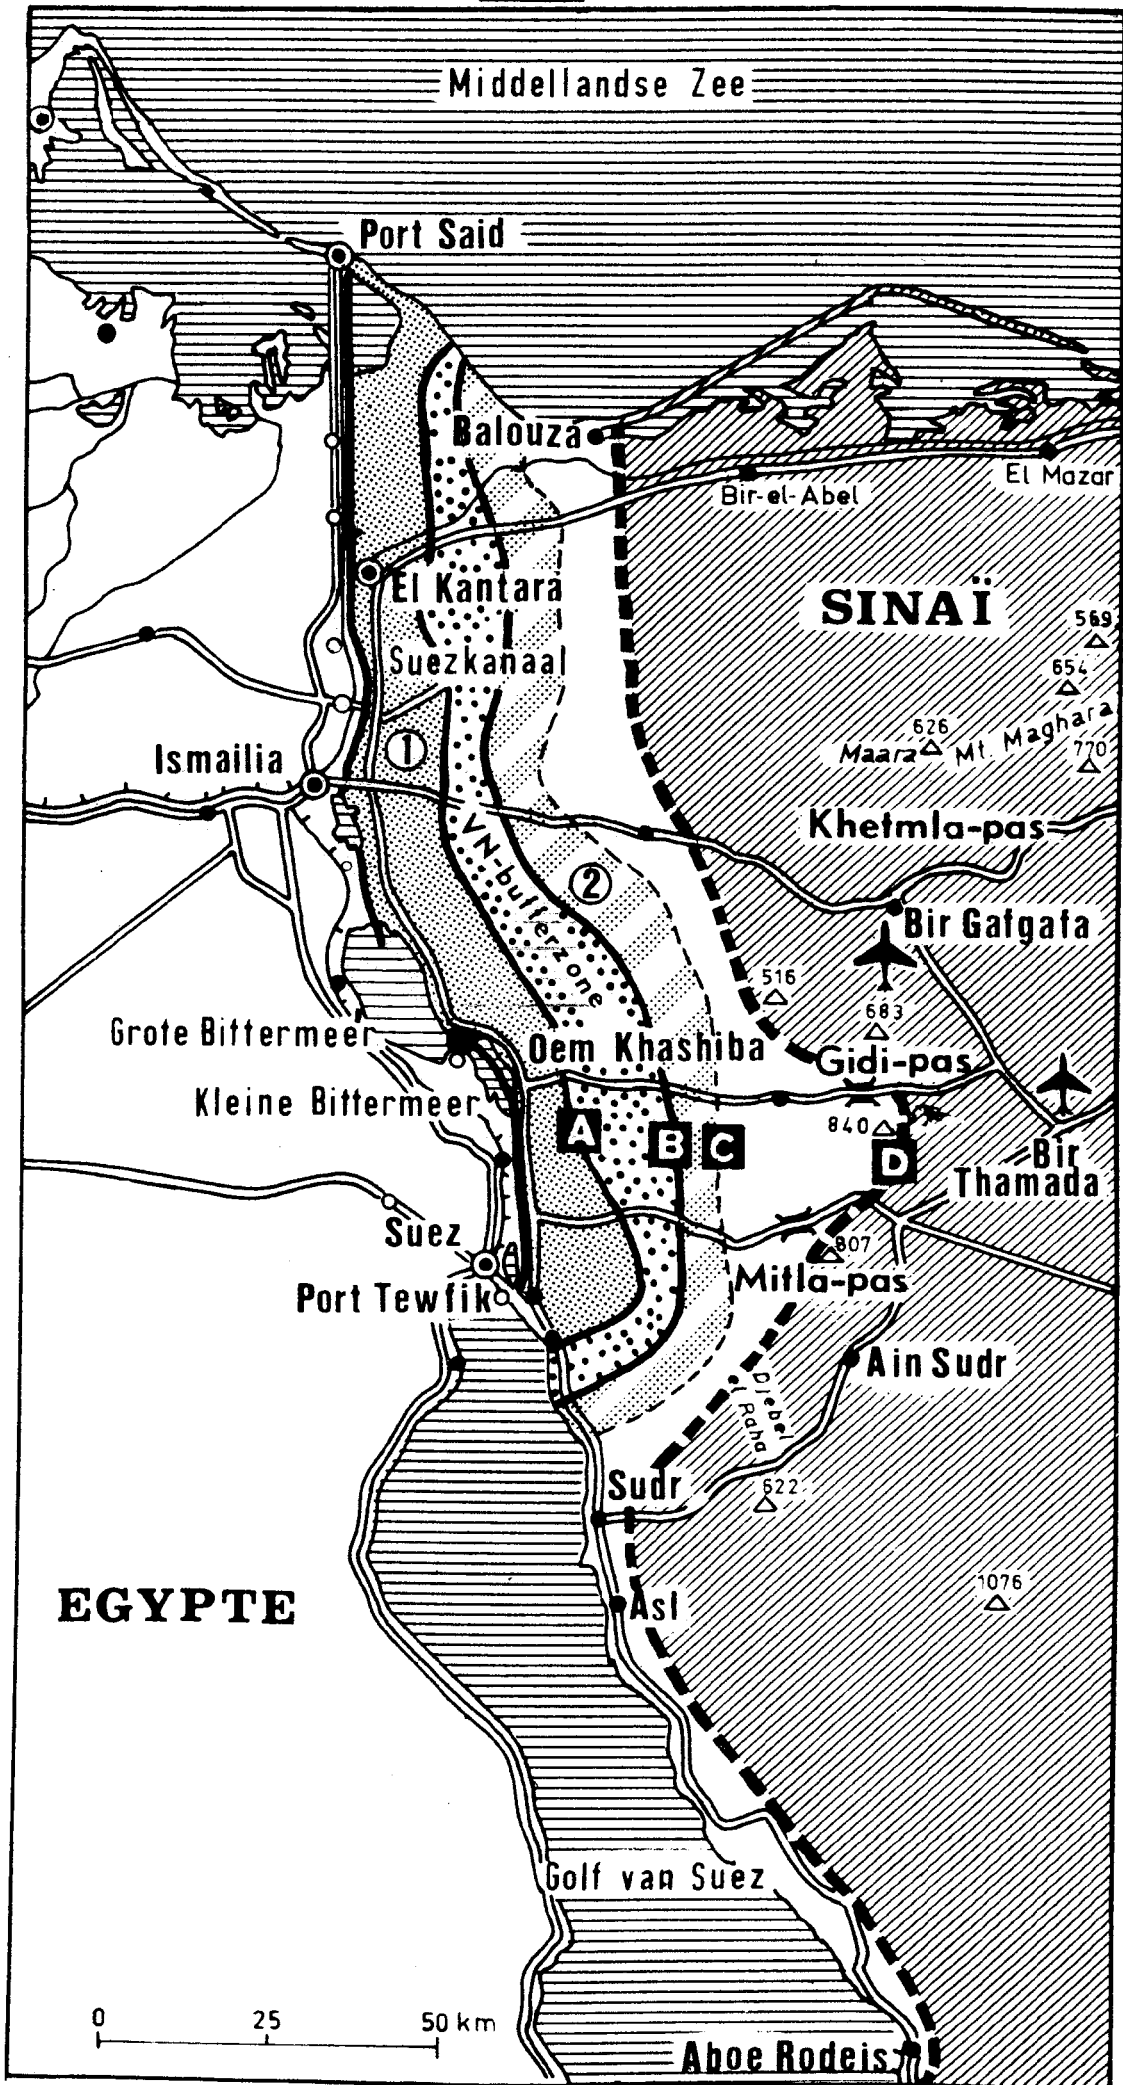 Middellandse Zee
Port Said
Balouza
El Mazar
Bir-el-Abel
El Kantara
SINAÏ
569
Suezkanaal
654
626
Maara
Mt. Maghara
770
1
Ismailia
Khetmla-pas
VN-bufferzone
2
Bir Gafgafa
516
683
Grote Bittermeer
Oem Khashiba
Gidi-pas
Kleine Bittermeer
A
B
C
840
D
Bir
Thamada
Suez
807
Mitla-pas
Port Tewfik
Ain Sudr
Djebel
el Raha
Sudr
622
1076
EGYPTE
Asl
Golf van Suez
0 25 50 km
Aboe Rodeis